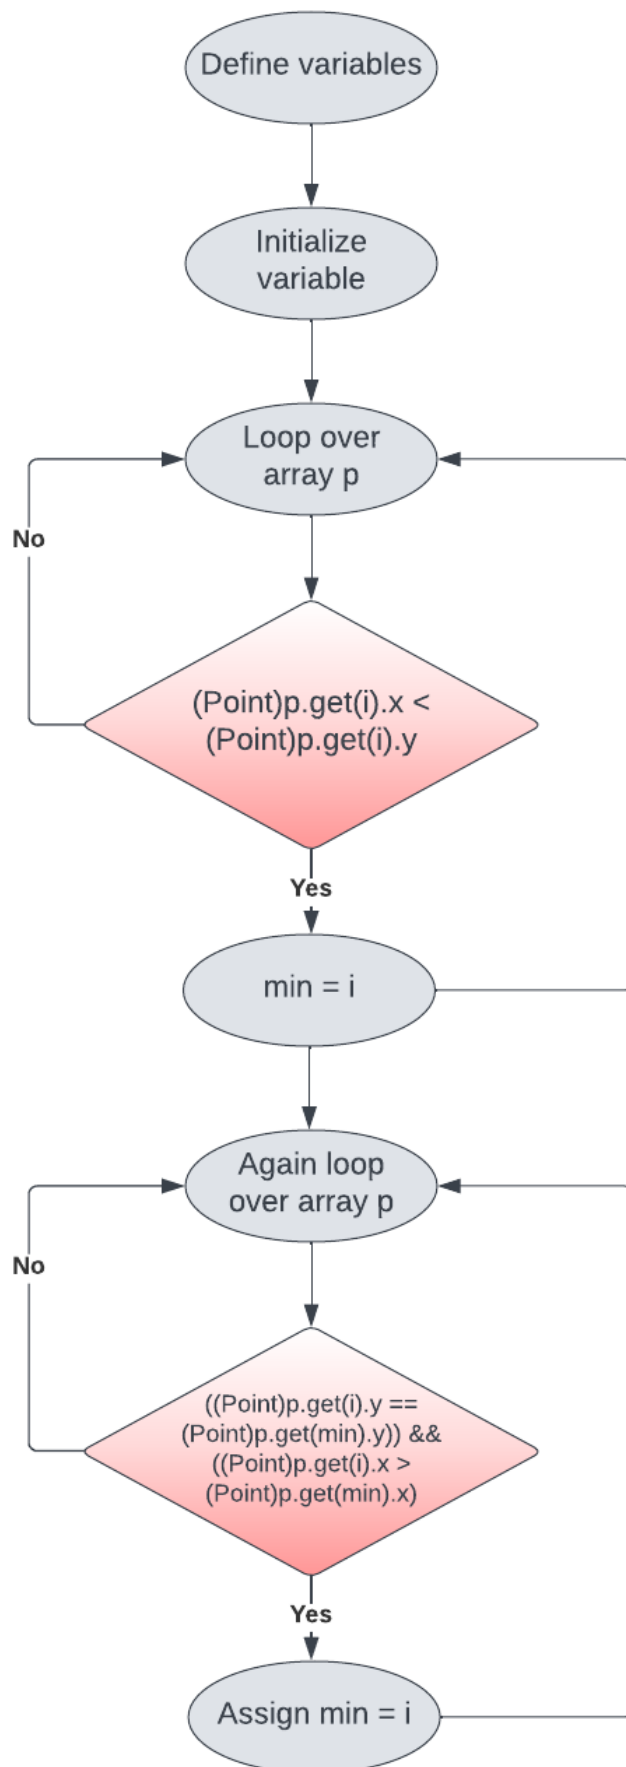 Define variables
Initialize
variable
Loop over
array p
No
(Point)p.get(i).x <
(Point)p.get(i).y
Yes
min = i
Again loop
over array p
No
((Point)p.get(i).y ==
(Point)p.get(min).y)) &&
((Point)p.get(i).x >
(Point)p.get(min).x)
Yes
Assign min = i